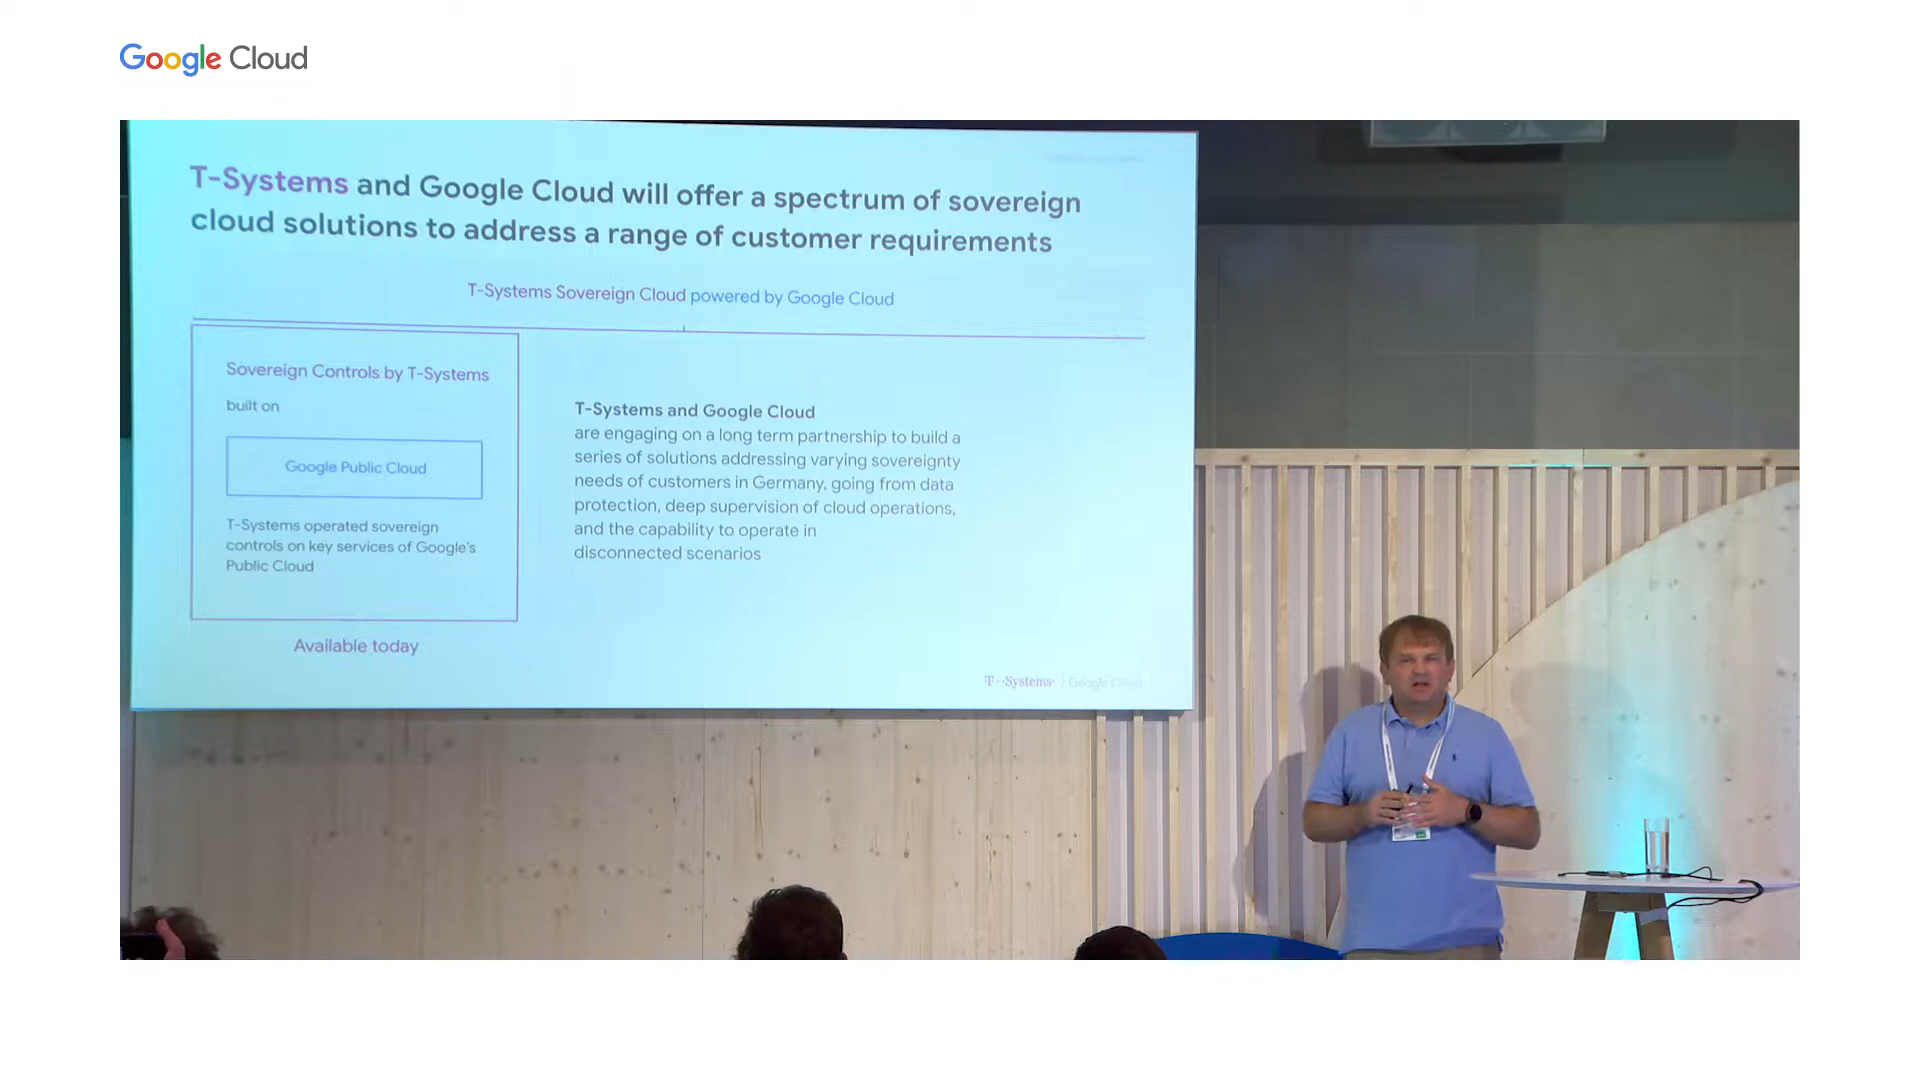 Google Cloud
T-Systems and Google Cloud will offer a spectrum of sovereign
cloud solutions to address a range of customer requirements
T-Systems Sovereign Cloud powered by Google Cloud
Sovereign Controls by T-Systems
built on
Google Public Cloud
T-Systems operated sovereign
controls on key services of Google's
Public Cloud
Available today
T-Systems and Google Cloud
are engaging on a long term partnership to build a
series of solutions addressing varying sovereignty
needs of customers in Germany, going from data
protection, deep supervision of cloud operations,
and the capability to operate in
disconnected scenarios
T··Systems· Google Cloud